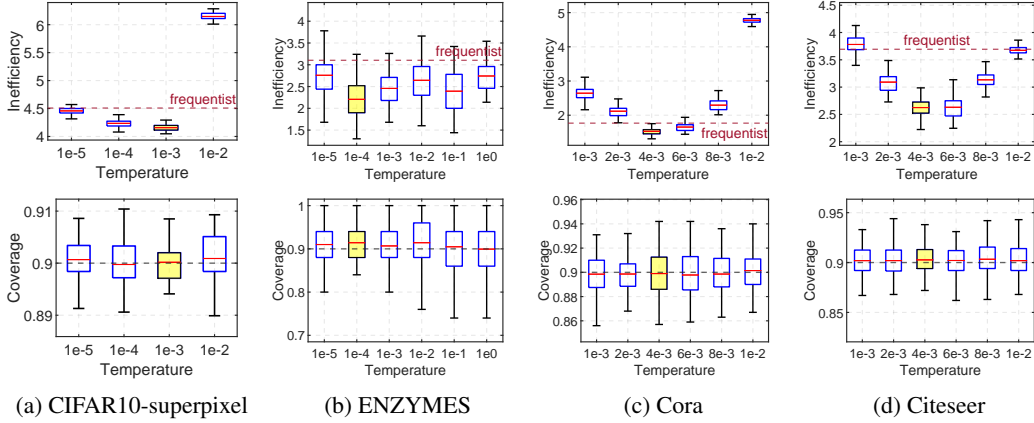 6
5.5
5
4.5
4
Inefficiency
frequentist
1e-5 1e-4 1e-3 1e-2
Temperature
4
3.5
3
2.5
2
1.5
Inefficiency
frequentist
1e-5 1e-4 1e-3 1e-2 1e-1 1e0
Temperature
5
4
3
2
Inefficiency
frequentist
1e-3 2e-3 4e-3 6e-3 8e-3 1e-2
Temperature
4.5
4
3.5
3
2.5
2
Inefficiency
frequentist
1e-3 2e-3 4e-3 6e-3 8e-3 1e-2
Temperature
0.91
0.9
0.89
Coverage
1e-5 1e-4 1e-3 1e-2
Temperature
1
0.9
0.8
0.7
Coverage
1e-5 1e-4 1e-3 1e-2 1e-1 1e0
Temperature
0.96
0.94
0.92
0.90
0.88
0.86
Coverage
1e-3 2e-3 4e-3 6e-3 8e-3 1e-2
Temperature
0.95
0.9
0.85
Coverage
1e-3 2e-3 4e-3 6e-3 8e-3 1e-2
Temperature
(a) CIFAR10-superpixel
(b) ENZYMES
(c) Cora
(d) Citeseer